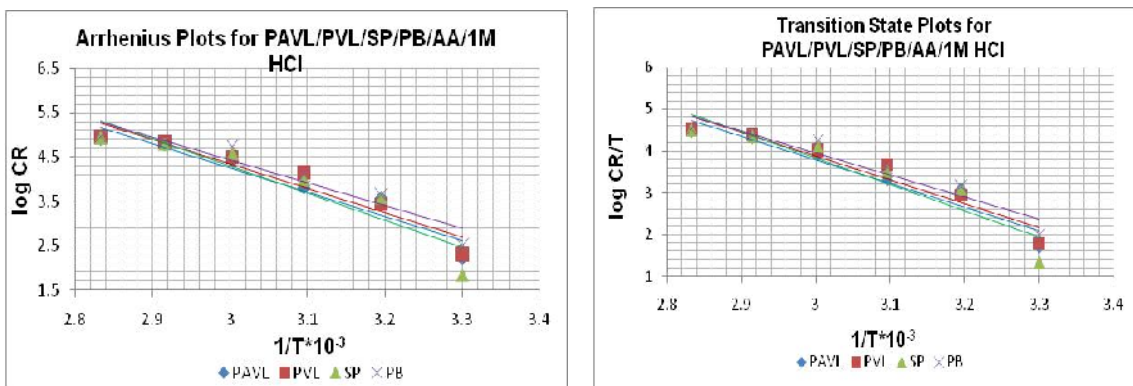 Arrhenius Plots for PAVL/PVL/SP/PB/AA/1M
HCl
6.5
5.5
4.5
3.5
2.5
1.5
log CR
2.8
2.9
3
3.1
3.2
3.3
3.4
1/T*10-3
PAVL
PVL
SP
PB
Transition State Plots for
PAVL/PVL/SP/PB/AA/1M HCl
6
5
4
3
2
1
log CR/T
2.8
2.9
3
3.1
3.2
3.3
3.4
1/T*10-3
PAVL
PVL
SP
PB